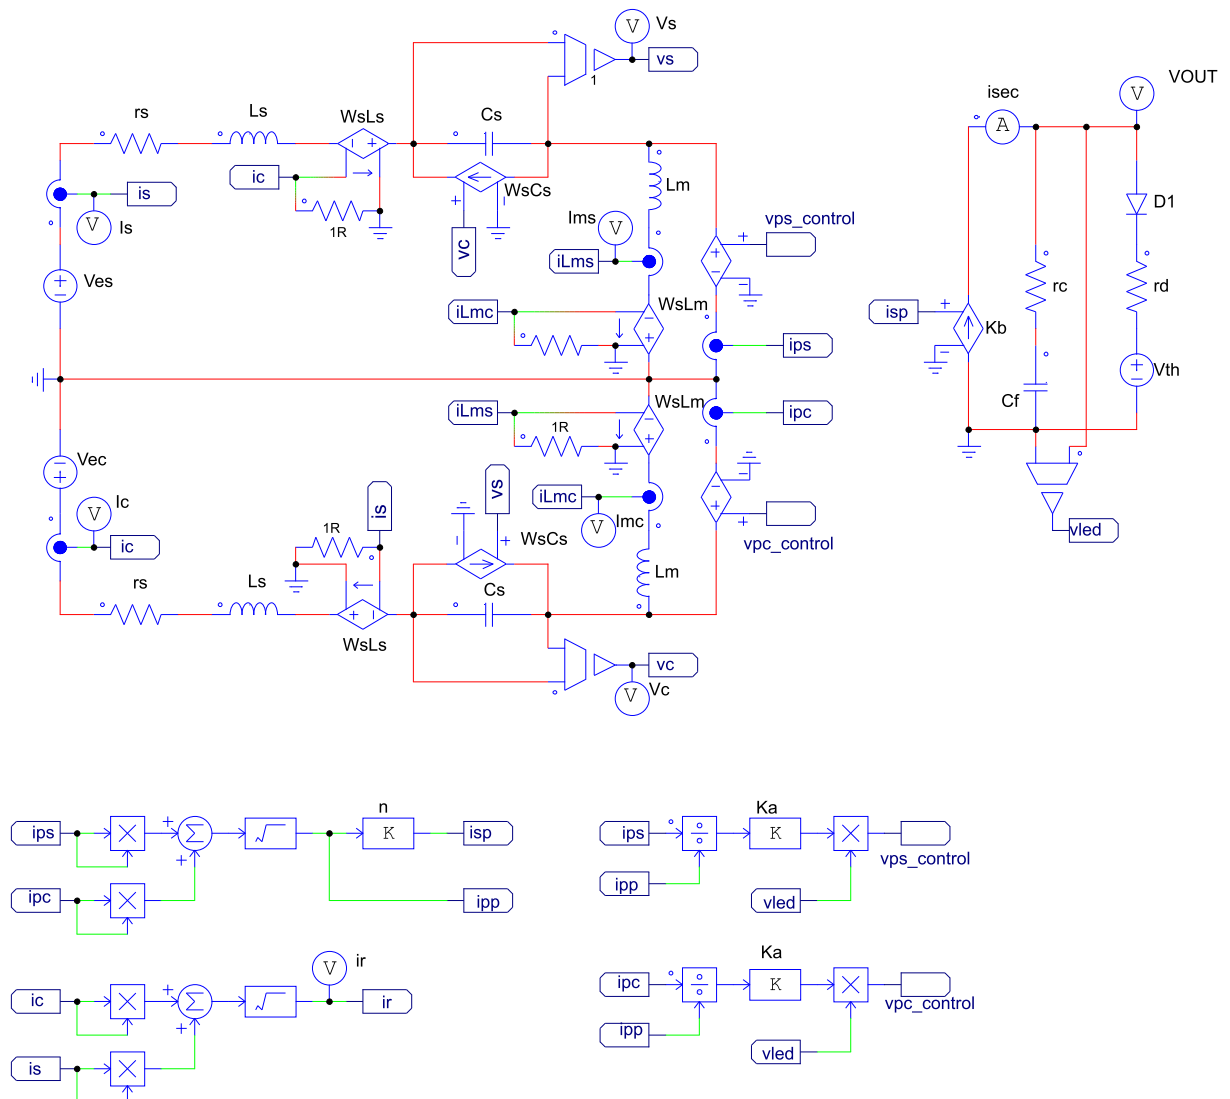 V
Vs
vs
1
VOUT
V
isec
A
rs
Ls
WsLs
Cs
ic
WsCs
Lm
is
1R
V
Is
vc
Ims
V
vps_control
iLms
D1
rc
rd
Ves
iLmc
WsLm
isp
Kb
ips
Vth
Cf
iLms
WsLm
ipc
1R
Vec
vs
iLmc
Imc
V
vpc_control
Ic
V
is
1R
WsCs
vled
ic
rs
Ls
Cs
Lm
WsLs
vc
V
Vc
n
Ka
ips
Σ
K
isp
ips
÷
K
vps_control
ipp
vled
ipc
ipp
ir
V
Ka
ic
Σ
ir
ipc
÷
K
vpc_control
ipp
vled
is